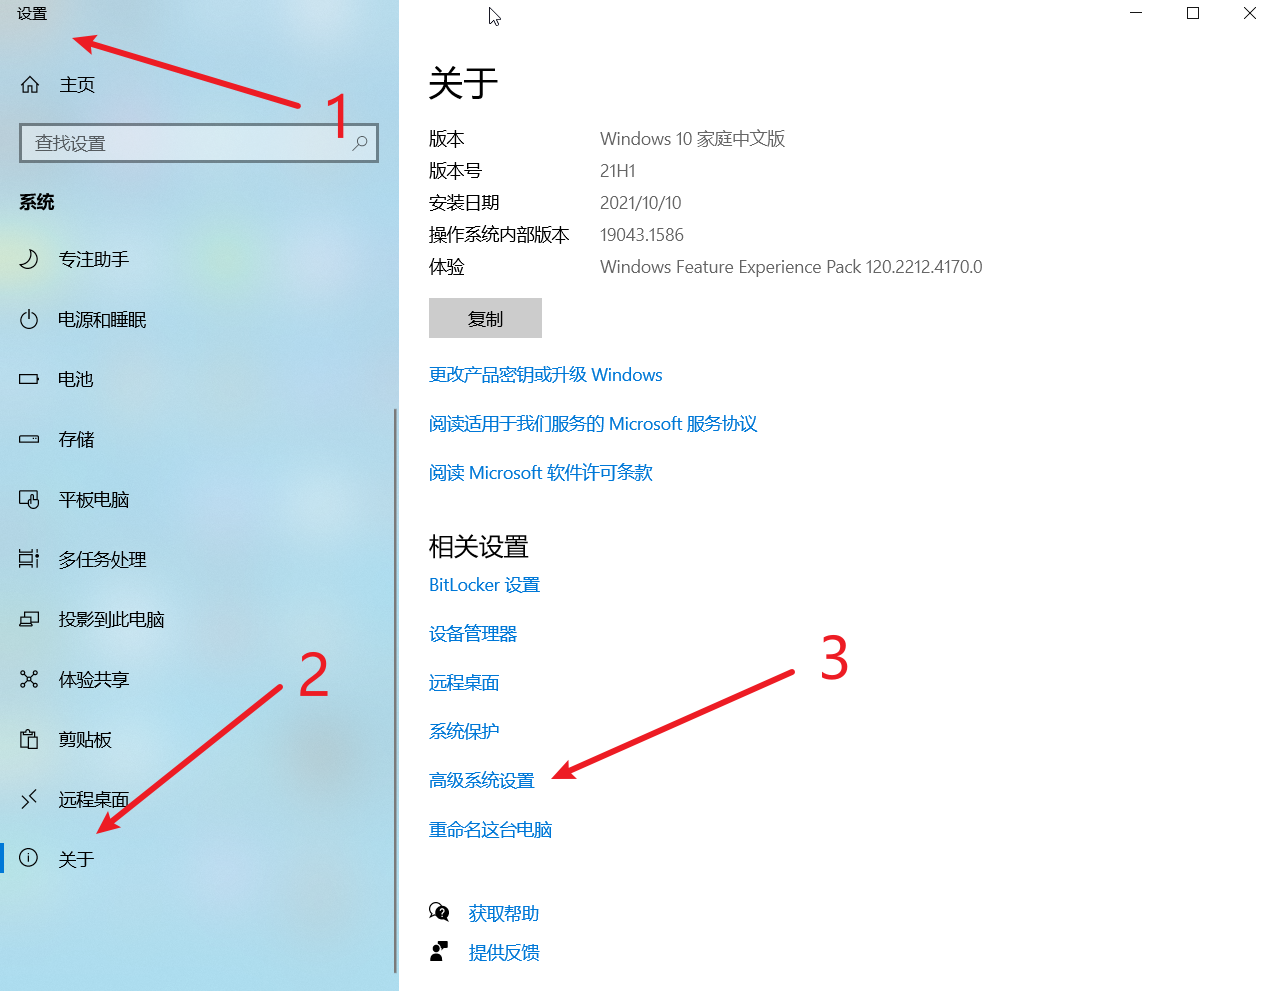 设置
1
主页
查找设置
系统
专注助手
电源和睡眠
电池
存储
平板电脑
多任务处理
投影到此电脑
体验共享
2
剪贴板
远程桌面
关于
关于
版本 Windows 10 家庭中文版
版本号 21H1
安装日期 2021/10/10
操作系统内部版本 19043.1586
体验 Windows Feature Experience Pack 120.2212.4170.0
复制
更改产品密钥或升级 Windows
阅读适用于我们服务的 Microsoft 服务协议
阅读 Microsoft 软件许可条款
相关设置
BitLocker 设置
设备管理器
3
远程桌面
系统保护
高级系统设置
重命名这台电脑
获取帮助
提供反馈